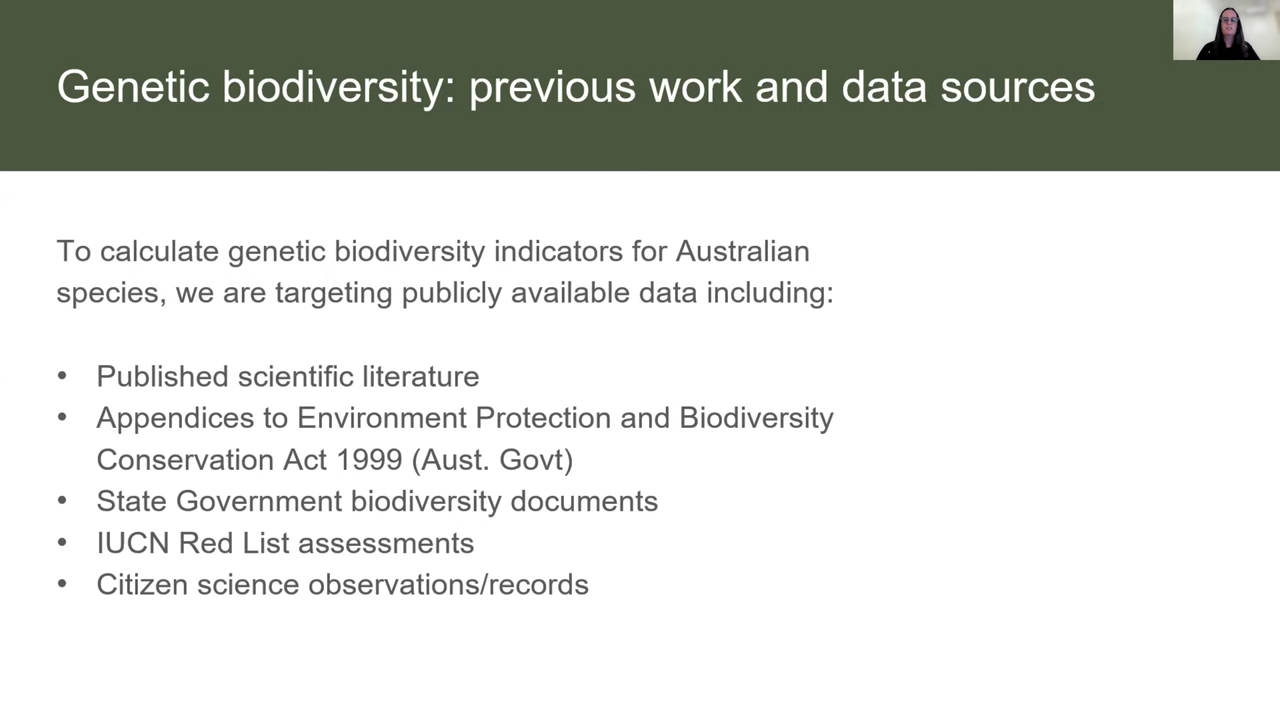 Genetic biodiversity: previous work and data sources
To calculate genetic biodiversity indicators for Australian
species, we are targeting publicly available data including:
• Published scientific literature
• Appendices to Environment Protection and Biodiversity
Conservation Act 1999 (Aust. Govt)
• State Government biodiversity documents
• IUCN Red List assessments
• Citizen science observations/records